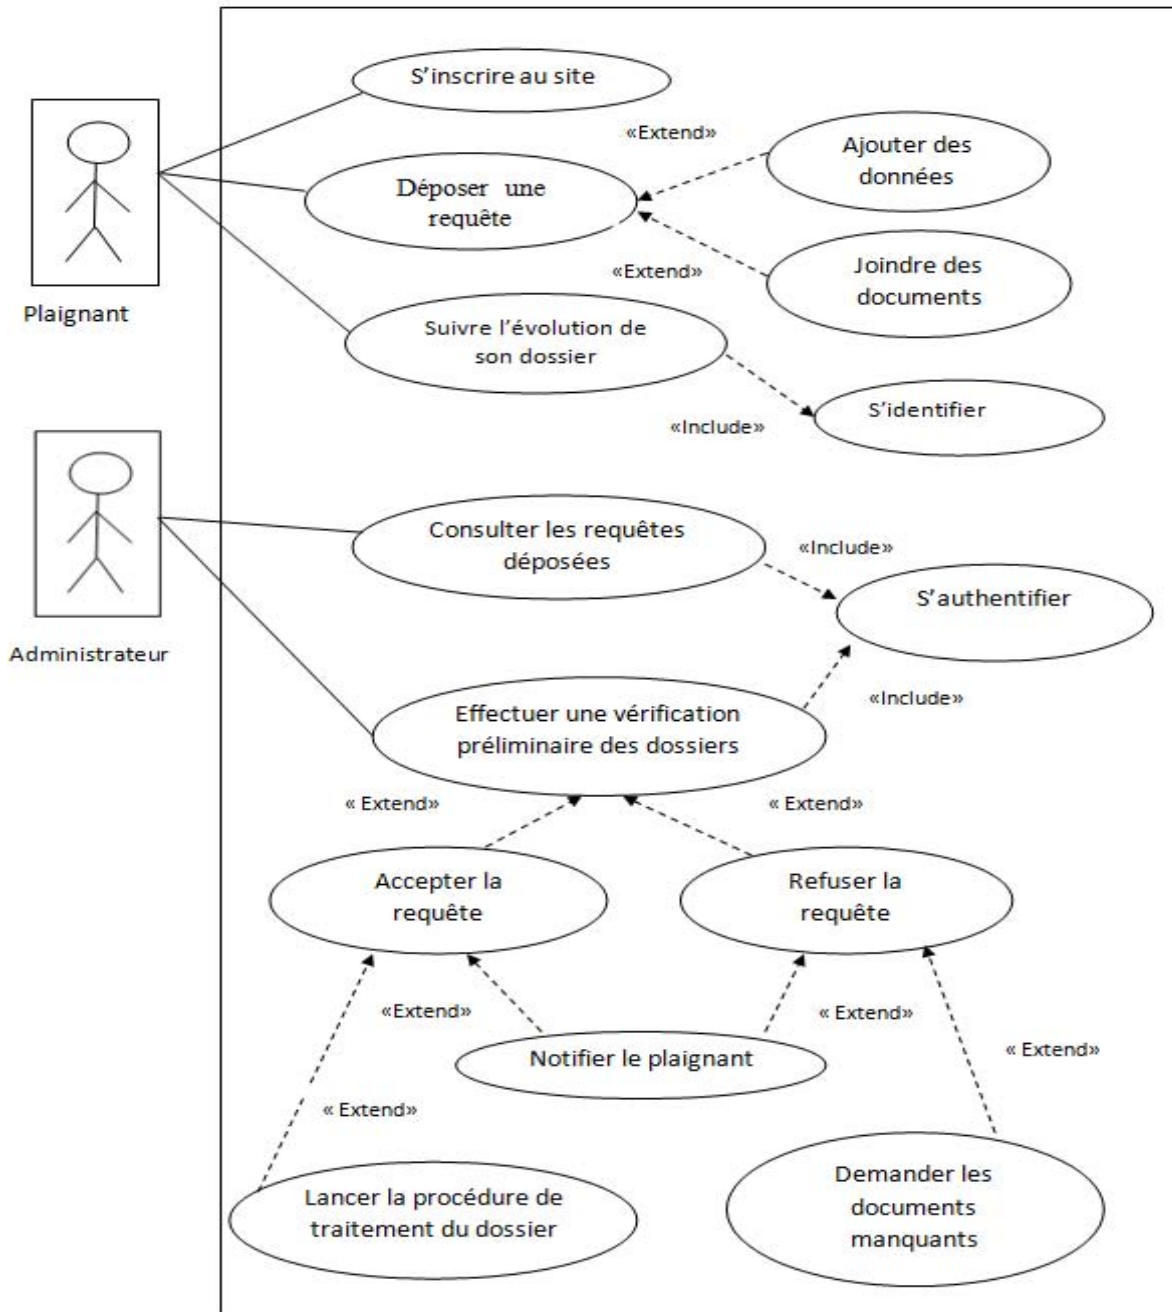 S'inscrire au site
«Extend»
Ajouter des
données
Déposer une
requête
«Extend»
Joindre des
documents
Plaignant
Suivre l'évolution de
son dossier
S'identifier
«Include»
Consulter les requêtes
déposées
«Include»
S'authentifier
Administrateur
«Include»
Effectuer une vérification
préliminaire des dossiers
« Extend»
« Extend»
Accepter la
requête
Refuser la
requête
«Extend»
« Extend»
Notifier le plaignant
« Extend»
« Extend»
Lancer la procédure de
traitement du dossier
Demander les
documents
manquants